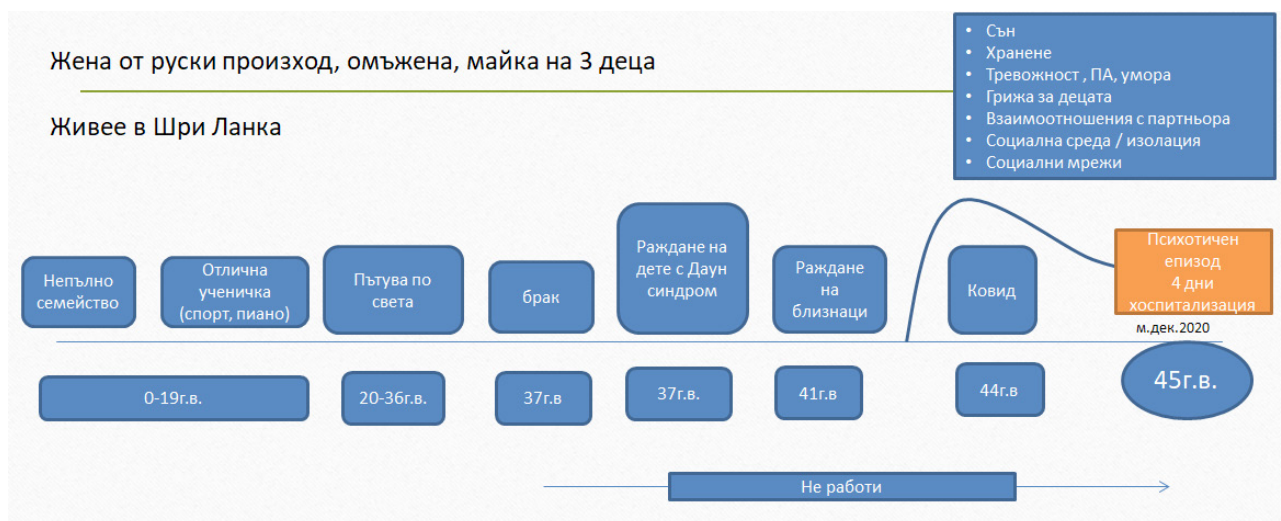 Жена от руски произход, омъжена, майка на 3 деца
Живее в Шри Ланка
• Сън
• Хранене
• Тревожност , ПА, умора
• Грижа за децата
• Взаимоотношения с партньора
• Социална среда / изолация
• Социални мрежи
Непълно
семейство
Отлична
ученичка
(спорт, пиано)
Пътува по
света
брак
Раждане на
дете с Даун
синдром
Раждане
на
близнаци
Ковид
Психотичен
епизод
4 дни
хоспитализация
м.дек.2020
0-19г.в.
20-36г.в.
37г.в
37г.в.
41г.в
44г.в
45г.в.
Не работи